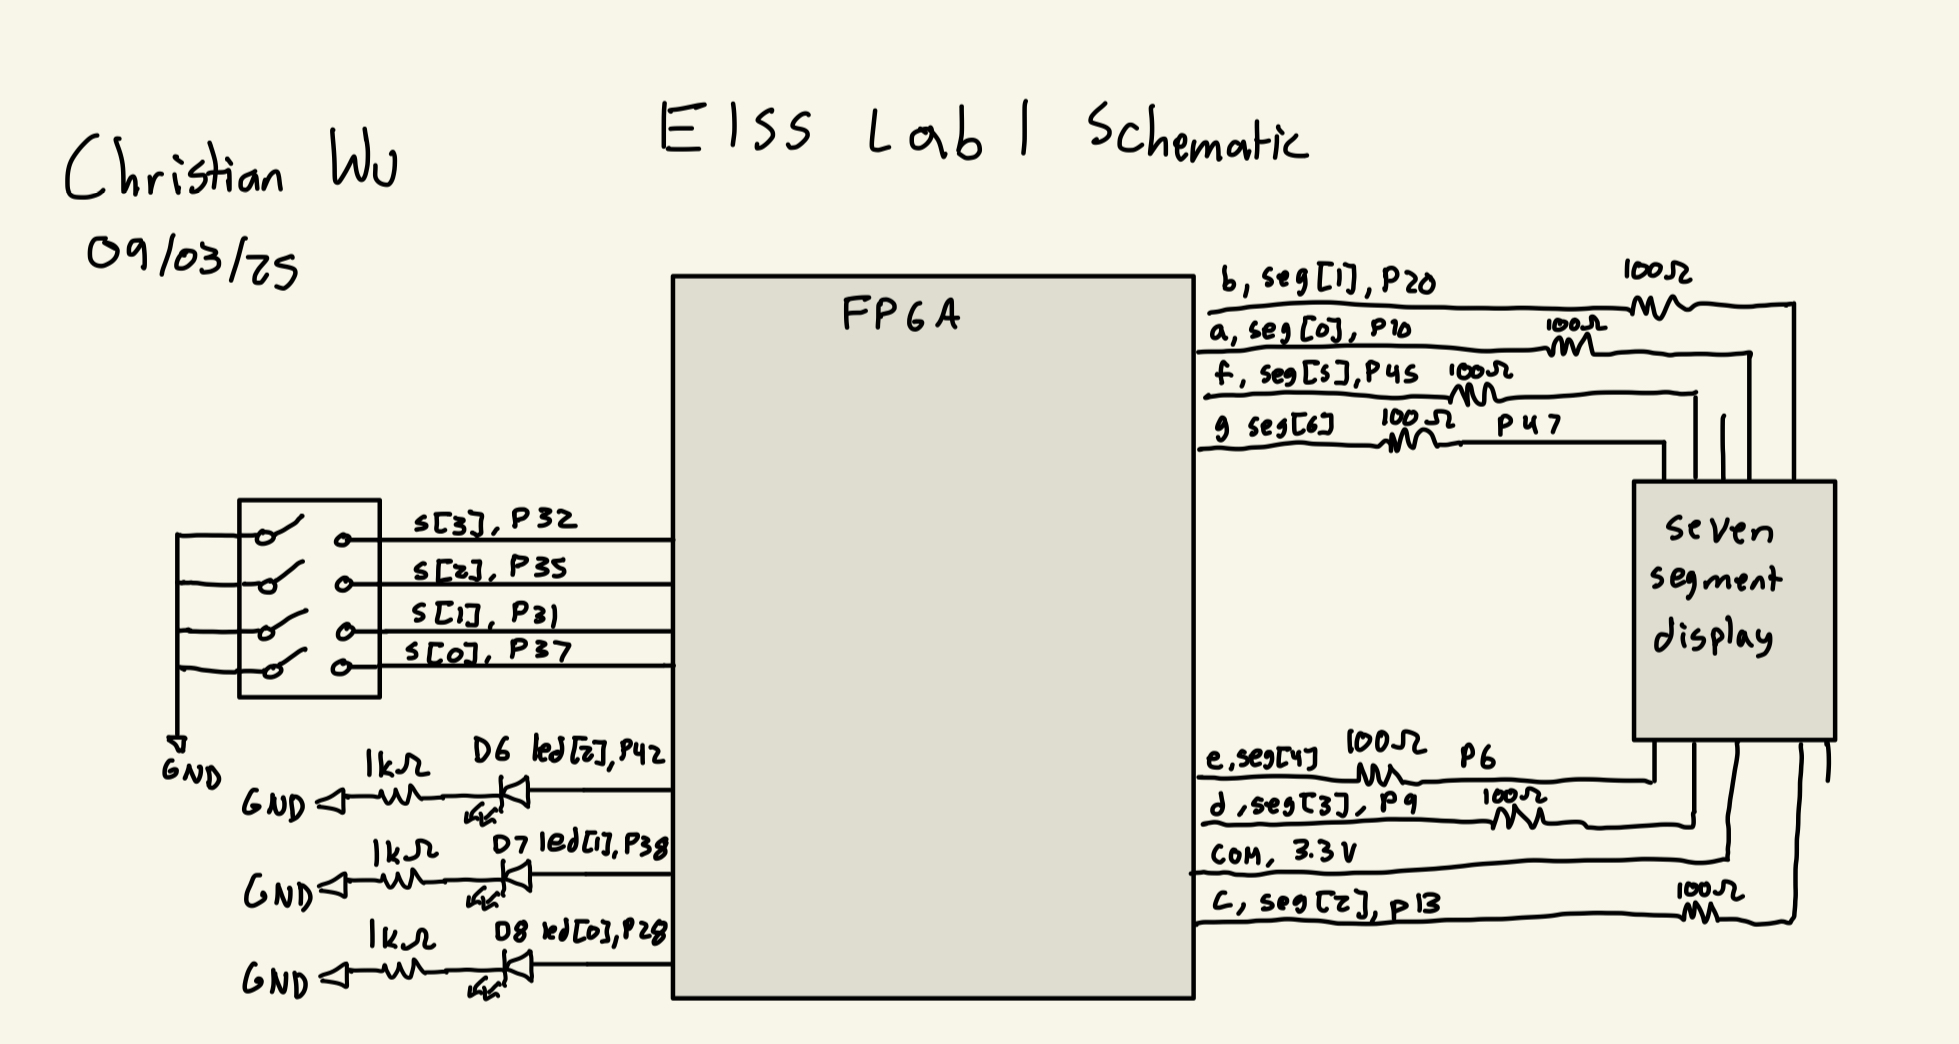 Christian Wu
09/03/25
E155 Lab 1 Schematic
FPGA
b, seg[1], P20
100Ω
a, seg[0], P10
100Ω
f, seg[5], P45
100Ω
g seg[6]
100Ω
P47
seven
segment
display
s[3], P32
s[2], P35
s[1], P31
s[0], P37
GND
D6 led[2], P42
1kΩ
GND
D7 led[1], P38
1kΩ
GND
D8 led[0], P28
1kΩ
GND
e, seg[4]
100Ω
P6
d, seg[3], P9
100Ω
COM, 3.3V
C, seg[2], P13
100Ω